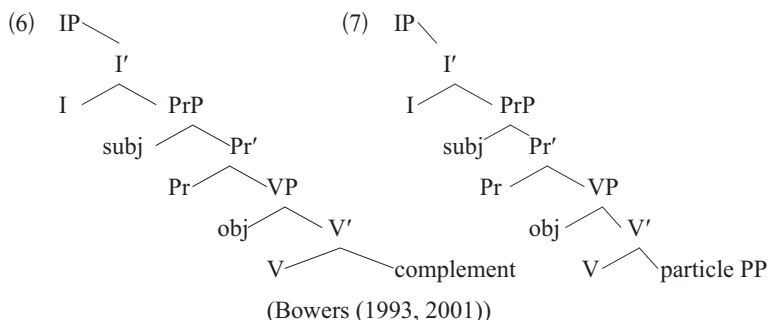 (6) IP (7) IP
I′ I′
I PrP I PrP
subj Pr′ subj Pr′
Pr VP Pr VP
obj V′ obj V′
V complement V particle PP
(Bowers (1993, 2001))